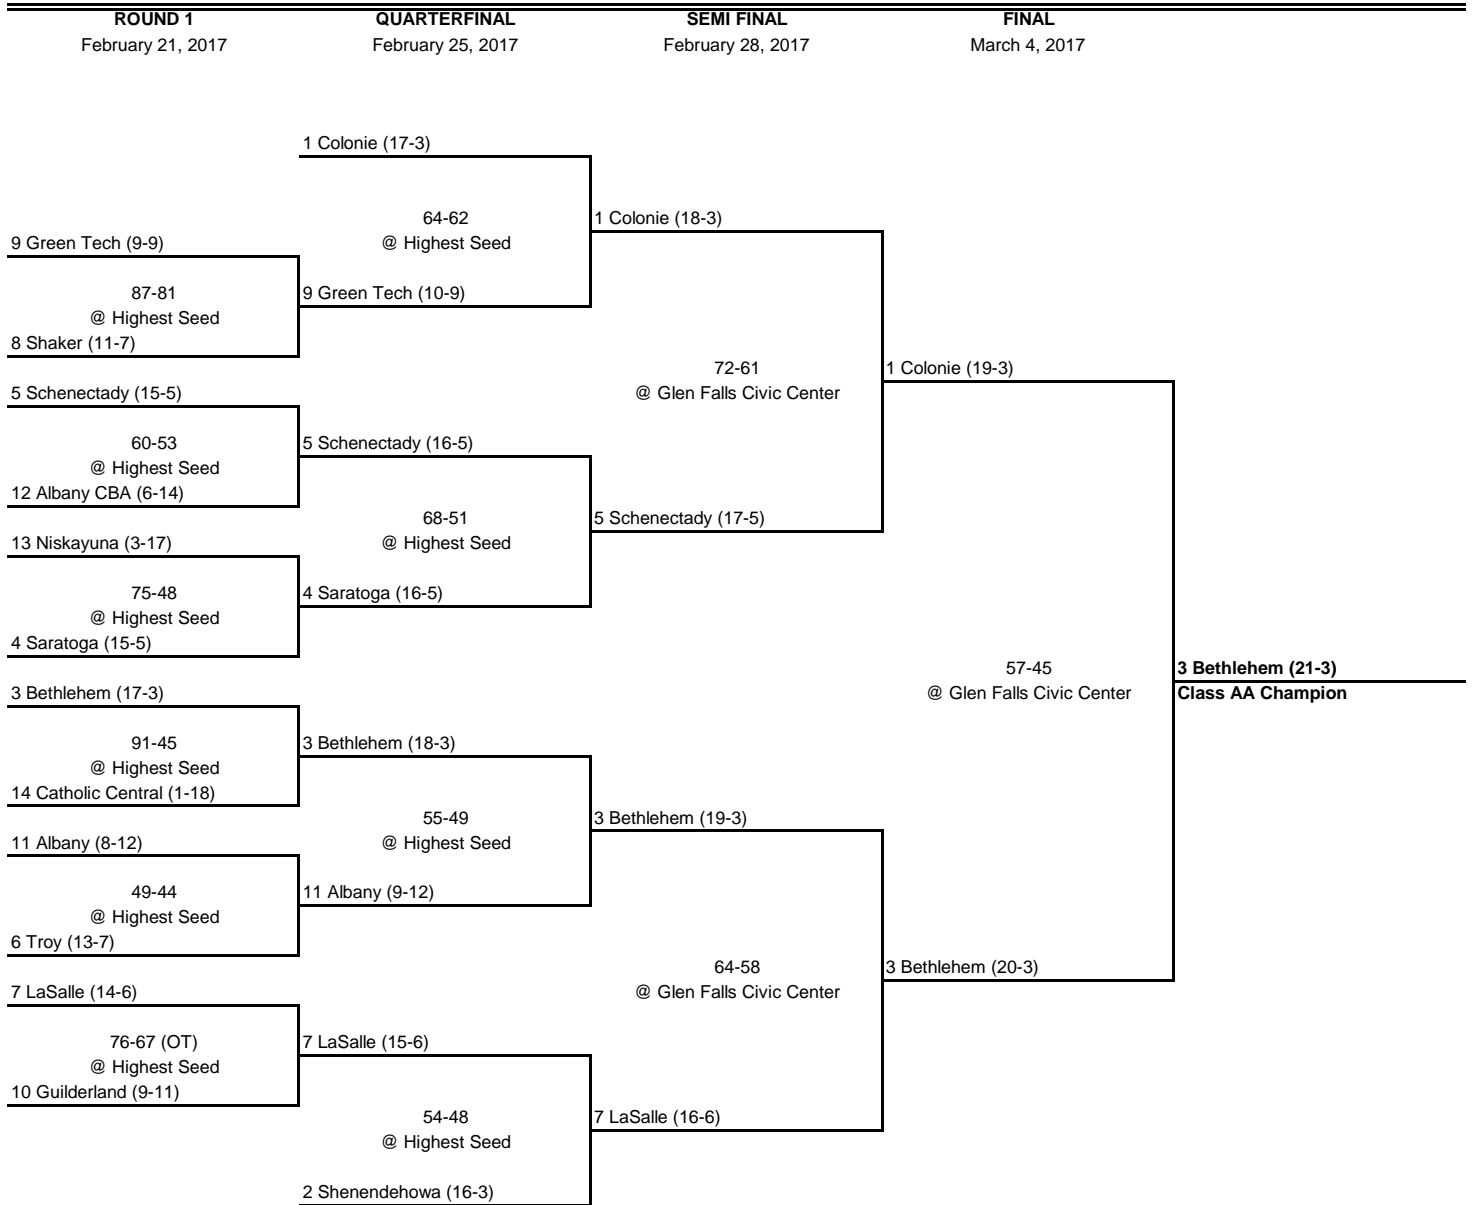 ROUND 1
QUARTERFINAL
SEMI FINAL
FINAL
February 21, 2017
February 25, 2017
February 28, 2017
March 4, 2017
1 Colonie (17-3)
64-62
@ Highest Seed
1 Colonie (18-3)
9 Green Tech (9-9)
87-81
@ Highest Seed
9 Green Tech (10-9)
8 Shaker (11-7)
72-61
@ Glen Falls Civic Center
1 Colonie (19-3)
5 Schenectady (15-5)
60-53
@ Highest Seed
5 Schenectady (16-5)
12 Albany CBA (6-14)
68-51
@ Highest Seed
5 Schenectady (17-5)
13 Niskayuna (3-17)
75-48
@ Highest Seed
4 Saratoga (16-5)
4 Saratoga (15-5)
57-45
@ Glen Falls Civic Center
3 Bethlehem (21-3)
Class AA Champion
3 Bethlehem (17-3)
91-45
@ Highest Seed
3 Bethlehem (18-3)
14 Catholic Central (1-18)
55-49
@ Highest Seed
3 Bethlehem (19-3)
11 Albany (8-12)
49-44
@ Highest Seed
11 Albany (9-12)
6 Troy (13-7)
64-58
@ Glen Falls Civic Center
3 Bethlehem (20-3)
7 LaSalle (14-6)
76-67 (OT)
@ Highest Seed
7 LaSalle (15-6)
10 Guilderland (9-11)
54-48
@ Highest Seed
7 LaSalle (16-6)
2 Shenendehowa (16-3)